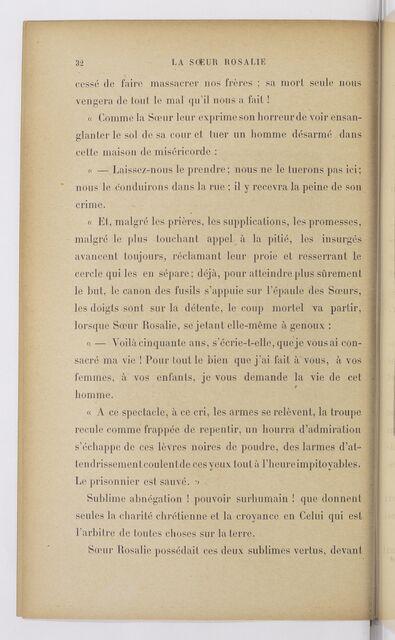 32 LA SŒUR ROSALIE
cessé de faire massacrer nos frères ; sa mort seule nous
vengera de tout le mal qu'il nous a fait !
« Comme la Sœur leur exprime son horreur de voir ensan-
glanter le sol de sa cour et tuer un homme désarmé dans
cette maison de miséricorde :
« — Laissez-nous le prendre ; nous ne le tuerons pas ici ;
nous le conduirons dans la rue ; il y recevra la peine de son
crime.
« Et, malgré les prières, les supplications, les promesses,
malgré le plus touchant appel à la pitié, les insurgés
avancent toujours, réclamant leur proie et resserrant le
cercle qui les en sépare ; déjà, pour atteindre plus sûrement
le but, le canon des fusils s'appuie sur l'épaule des Sœurs,
les doigts sont sur la détente, le coup mortel va partir,
lorsque Sœur Rosalie, se jetant elle-même à genoux :
« — Voilà cinquante ans, s'écrie-t-elle, que je vous ai con-
sacré ma vie ! Pour tout le bien que j'ai fait à vous, à vos
femmes, à vos enfants, je vous demande la vie de cet
homme.
« A ce spectacle, à ce cri, les armes se relèvent, la troupe
recule comme frappée de repentir, un hourra d'admiration
s'échappe de ces lèvres noires de poudre, des larmes d'at-
tendrissement coulent de ces yeux tout à l'heure impitoyables.
Le prisonnier est sauvé. »
Sublime abnégation ! pouvoir surhumain ! que donnent
seules la charité chrétienne et la croyance en Celui qui est
l'arbitre de toutes choses sur la terre.
Sœur Rosalie possédait ces deux sublimes vertus, devant